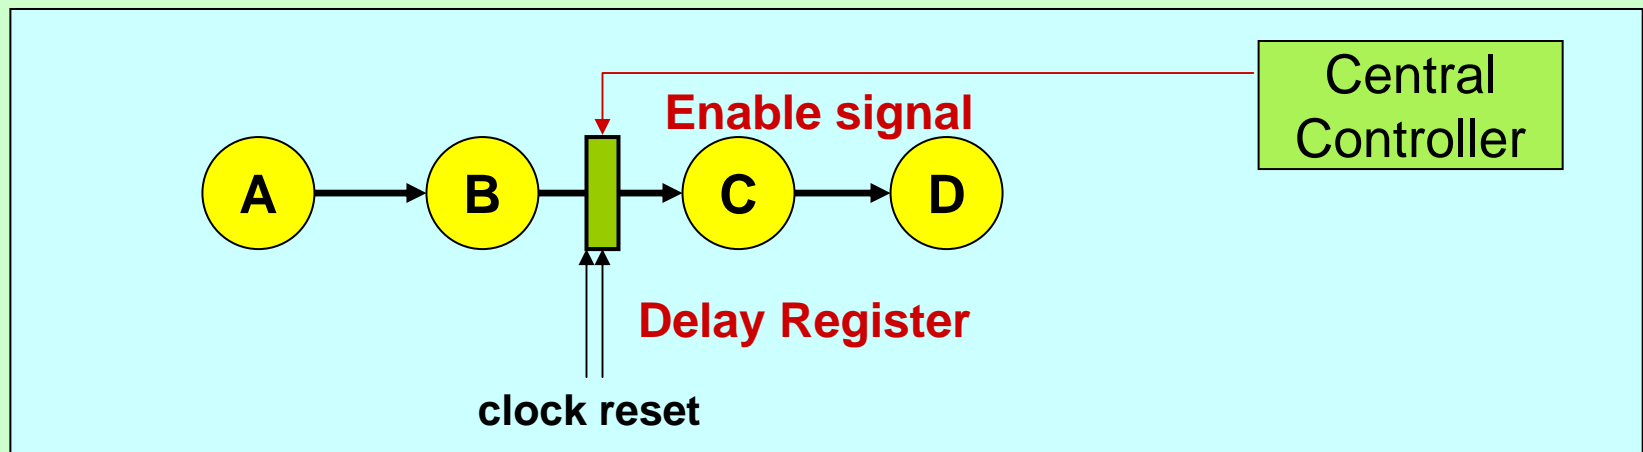 Central
Controller
Enable signal
A
B
C
D
Delay Register
clock reset